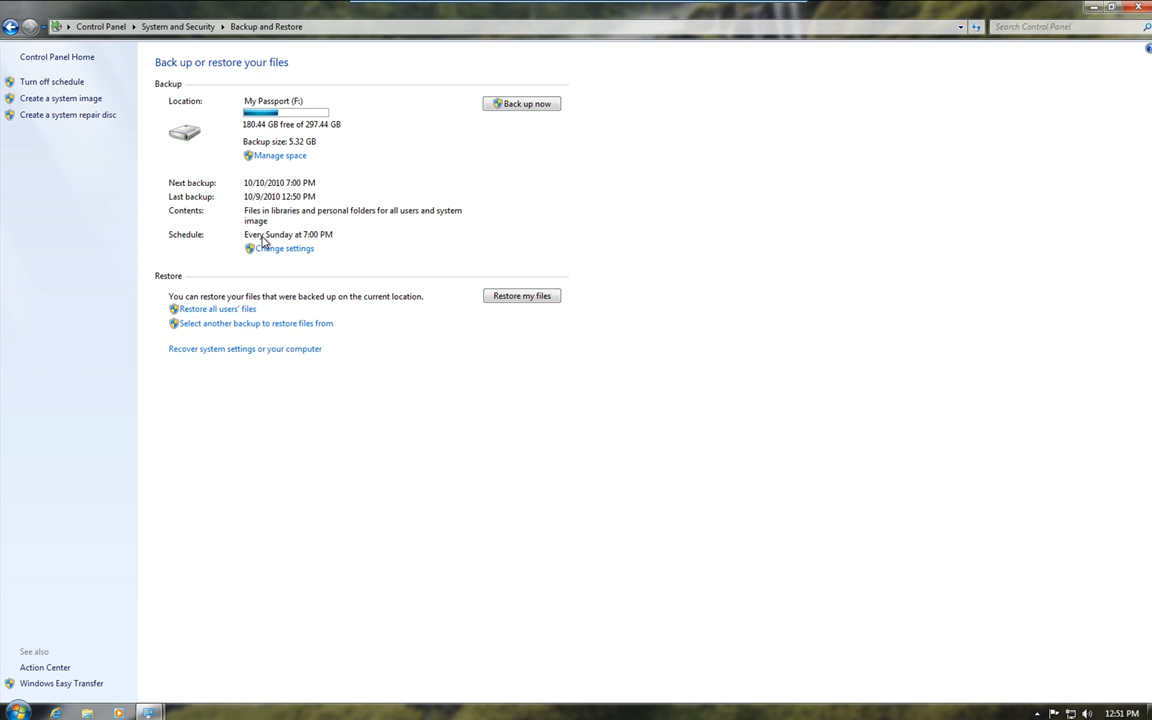 Control Panel System and Security Backup and Restore Search Control Panel
Control Panel Home
Turn off schedule
Create a system image
Create a system repair disc
Back up or restore your files
Backup
Location: My Passport (F:) Back up now
180.44 GB free of 297.44 GB
Backup size: 5.32 GB
Manage space
Next backup: 10/10/2010 7:00 PM
Last backup: 10/9/2010 12:50 PM
Contents: Files in libraries and personal folders for all users and system
image
Schedule: Every Sunday at 7:00 PM
Change settings
Restore
You can restore your files that were backed up on the current location. Restore my files
Restore all users' files
Select another backup to restore files from
Recover system settings or your computer
See also
Action Center
Windows Easy Transfer
12:51 PM